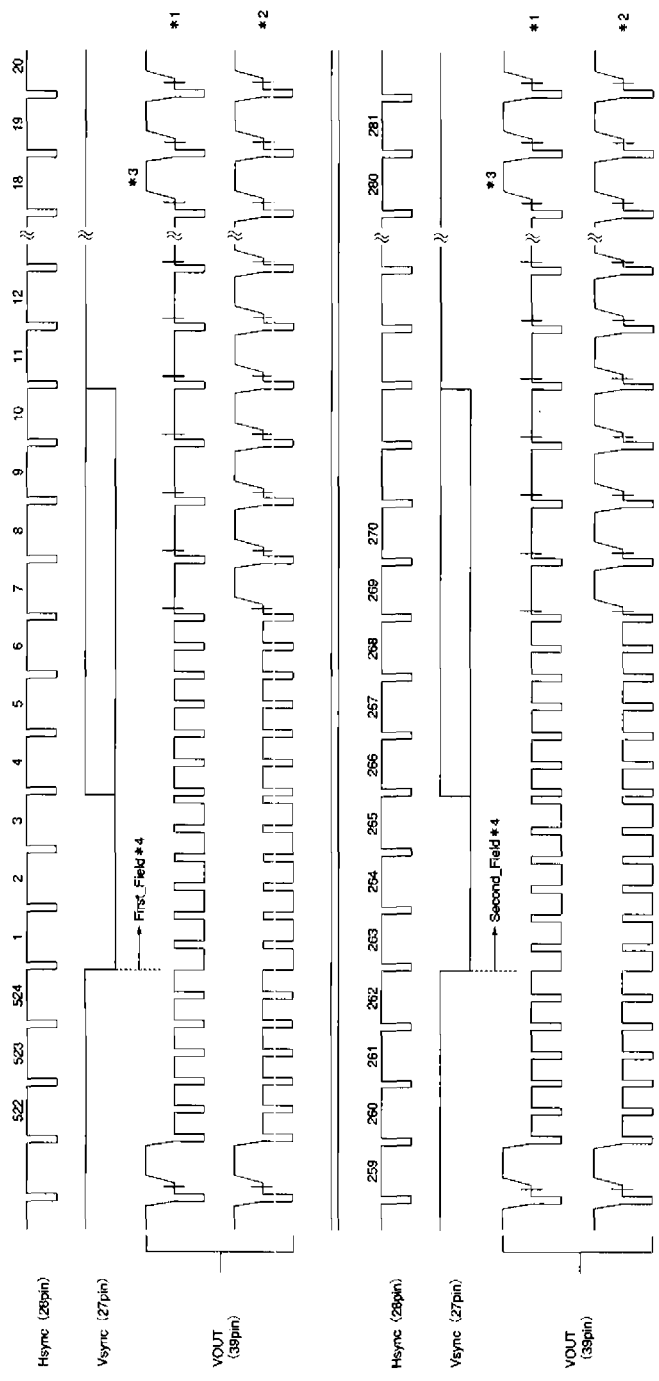 Hsync (28pin)
522 523 524 1 2 3 4 5 6 7 8 9 10 11 12 18 19 20
Vsync (27pin)
First_Field *4
*3
VOUT
(39pin)
*1
*2
Hsync (28pin)
259 260 261 262 263 264 265 266 267 268 269 270 280 281
Vsync (27pin)
Second_Field *4
*3
VOUT
(39pin)
*1
*2